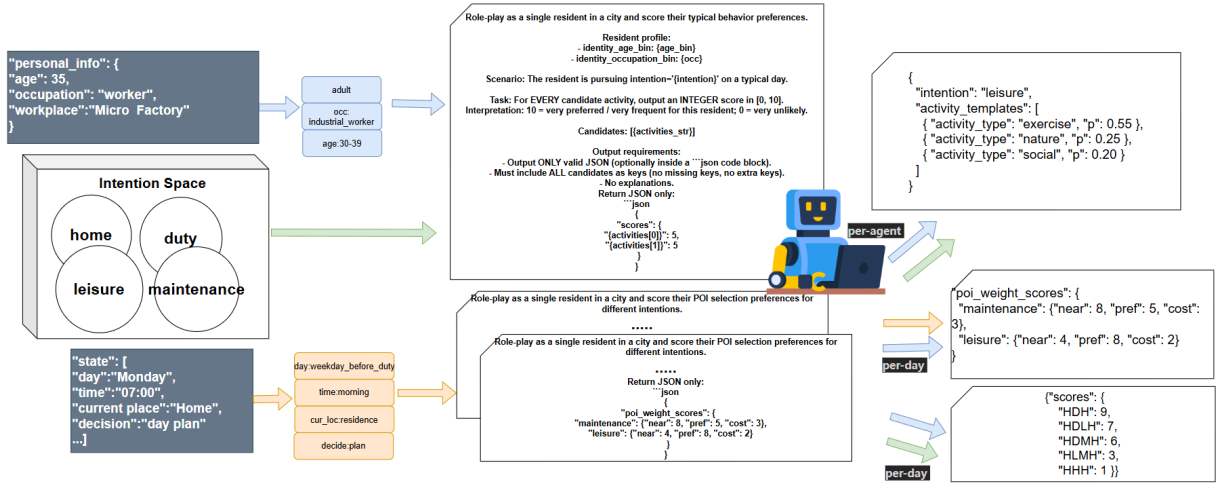 "personal_info": {
"age": 35,
"occupation": "worker",
"workplace":"Micro Factory"
}
adult
occ:
industrial_worker
age:30-39
Intention Space
home
duty
leisure
maintenance
"state": [
"day":"Monday",
"time":"07:00",
"current place":"Home",
"decision":"day plan"
...]
day:weekday_before_duty
time:morning
cur_loc:residence
decide:plan
Role-play as a single resident in a city and score their typical behavior preferences.
Resident profile:
- identity_age_bin: {age_bin}
- identity_occupation_bin: {occ}
Scenario: The resident is pursuing intention='{intention}' on a typical day.
Task: For EVERY candidate activity, output an INTEGER score in [0, 10].
Interpretation: 10 = very preferred / very frequent for this resident; 0 = very unlikely.
Candidates: [{activities_str}]
Output requirements:
- Output ONLY valid JSON (optionally inside a ```json code block).
- Must include ALL candidates as keys (no missing keys, no extra keys).
- No explanations.
Return JSON only:
```json
{
"scores": {
"{activities[0]}": 5,
"{activities[1]}": 5
}
}
Role-play as a single resident in a city and score their POI selection preferences for
different intentions.
.....
Role-play as a single resident in a city and score their POI selection preferences for
different intentions.
.....
Return JSON only:
```json
{
"poi_weight_scores": {
"maintenance": {"near": 8, "pref": 5, "cost": 3},
"leisure": {"near": 4, "pref": 8, "cost": 2}
}
}
per-agent
per-day
per-day
{
"intention": "leisure",
"activity_templates": [
{ "activity_type": "exercise", "p": 0.55 },
{ "activity_type": "nature", "p": 0.25 },
{ "activity_type": "social", "p": 0.20 }
]
}
"poi_weight_scores": {
"maintenance": {"near": 8, "pref": 5, "cost":
3},
"leisure": {"near": 4, "pref": 8, "cost": 2}
}
{"scores": {
"HDH": 9,
"HDLH": 7,
"HDMH": 6,
"HLMH": 3,
"HHH": 1 }}